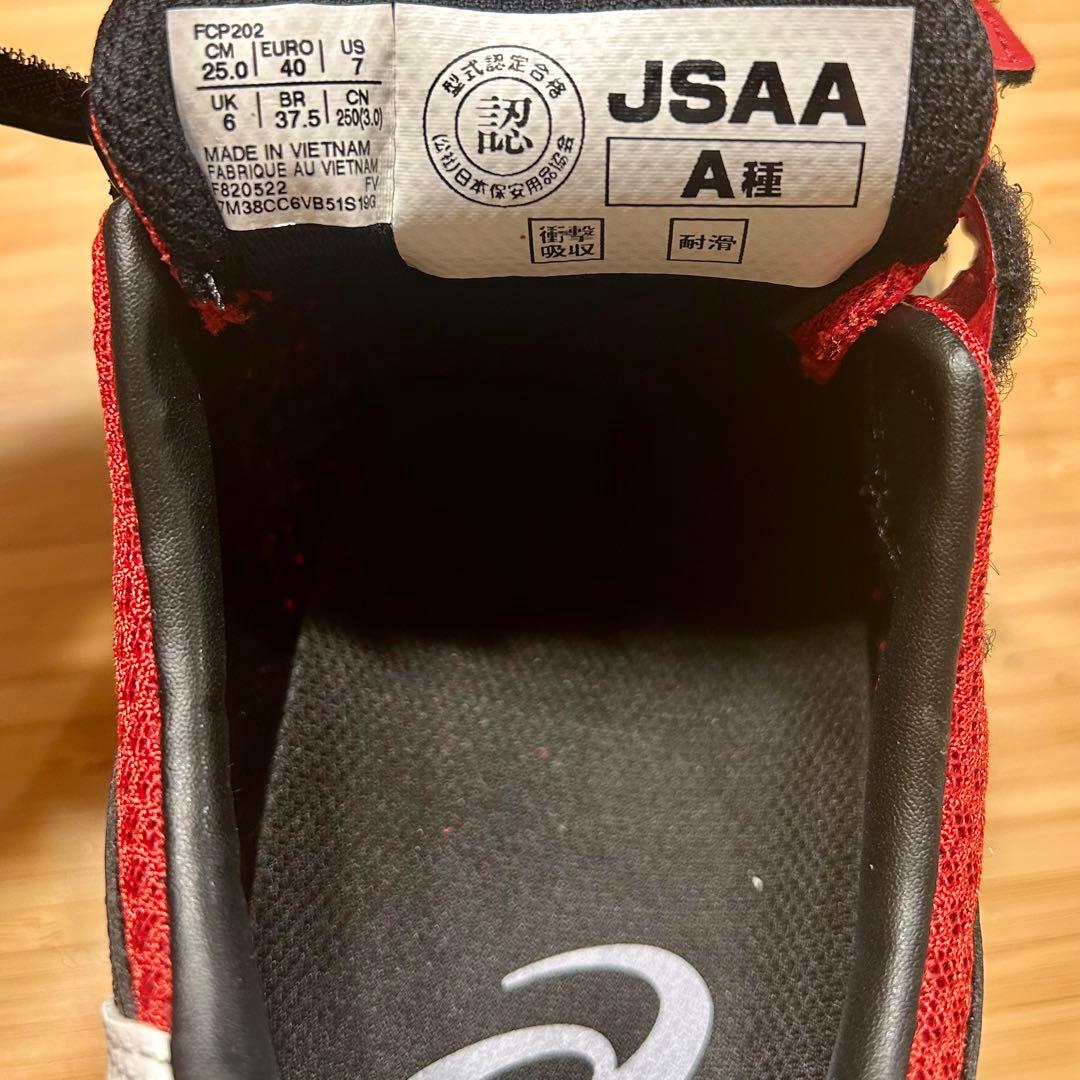 FCP202
CM EURO US
25.0 40 7
UK BR CN
6 37.5 250(3.0)
MADE IN VIETNAM
FABRIQUE AU VIETNAM
F820522 FV
7M38CC6VB51S19G
型式認定合格
認
(公社)日本保安用品協会
JSAA
A種
衝撃
吸収
耐滑